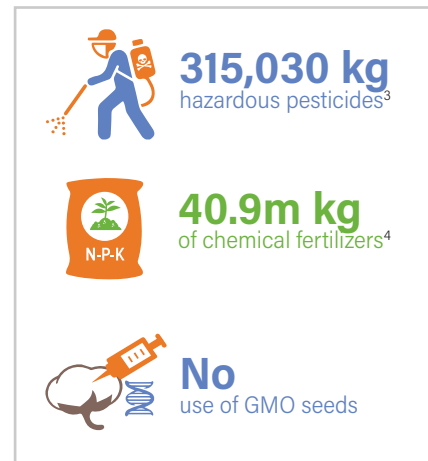 315,030 kg
hazardous pesticides³
40.9m kg
of chemical fertilizers⁴
N-P-K
No
use of GMO seeds